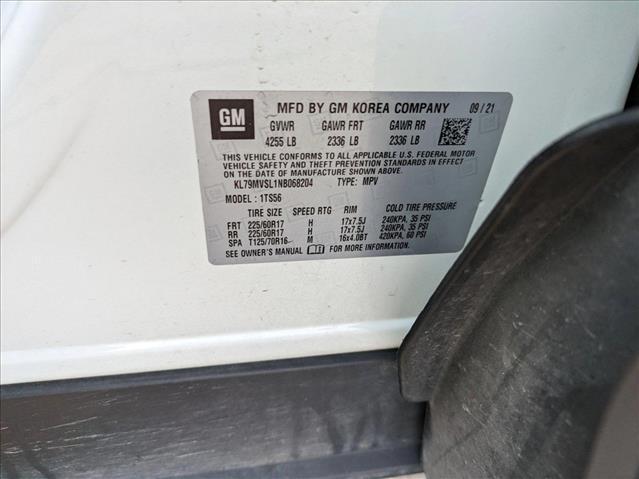 GM
MFD BY GM KOREA COMPANY 09 / 21
GVWR GAWR FRT GAWR RR
4255 LB 2336 LB 2336 LB
THIS VEHICLE CONFORMS TO ALL APPLICABLE U.S. FEDERAL MOTOR
VEHICLE SAFETY AND THEFT PREVENTION STANDARDS IN EFFECT ON THE
DATE OF MANUFACTURE SHOWN ABOVE.
KL79MVSL1NB068204 TYPE: MPV
MODEL : 1TS56
TIRE SIZE SPEED RTG RIM COLD TIRE PRESSURE
FRT 225/60R17 H 17x7.5J 240KPA, 35 PSI
RR 225/60R17 H 17x7.5J 240KPA, 35 PSI
SPA T125/70R16 M 16x4.0BT 420KPA, 60 PSI
SEE OWNER'S MANUAL FOR MORE INFORMATION.